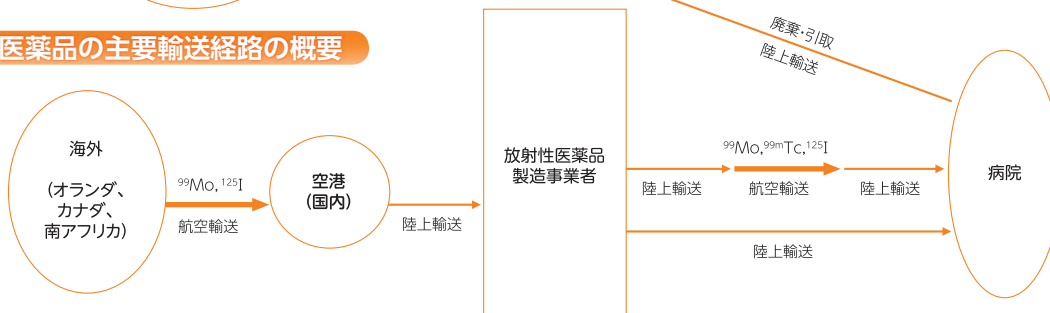 医薬品の主要輸送経路の概要
廃棄・引取
陸上輸送
海外
(オランダ、
カナダ、
南アフリカ)
99Mo, 125I
航空輸送
空港
(国内)
陸上輸送
放射性医薬品
製造事業者
99Mo,99mTc,125I
陸上輸送
航空輸送
陸上輸送
陸上輸送
病院